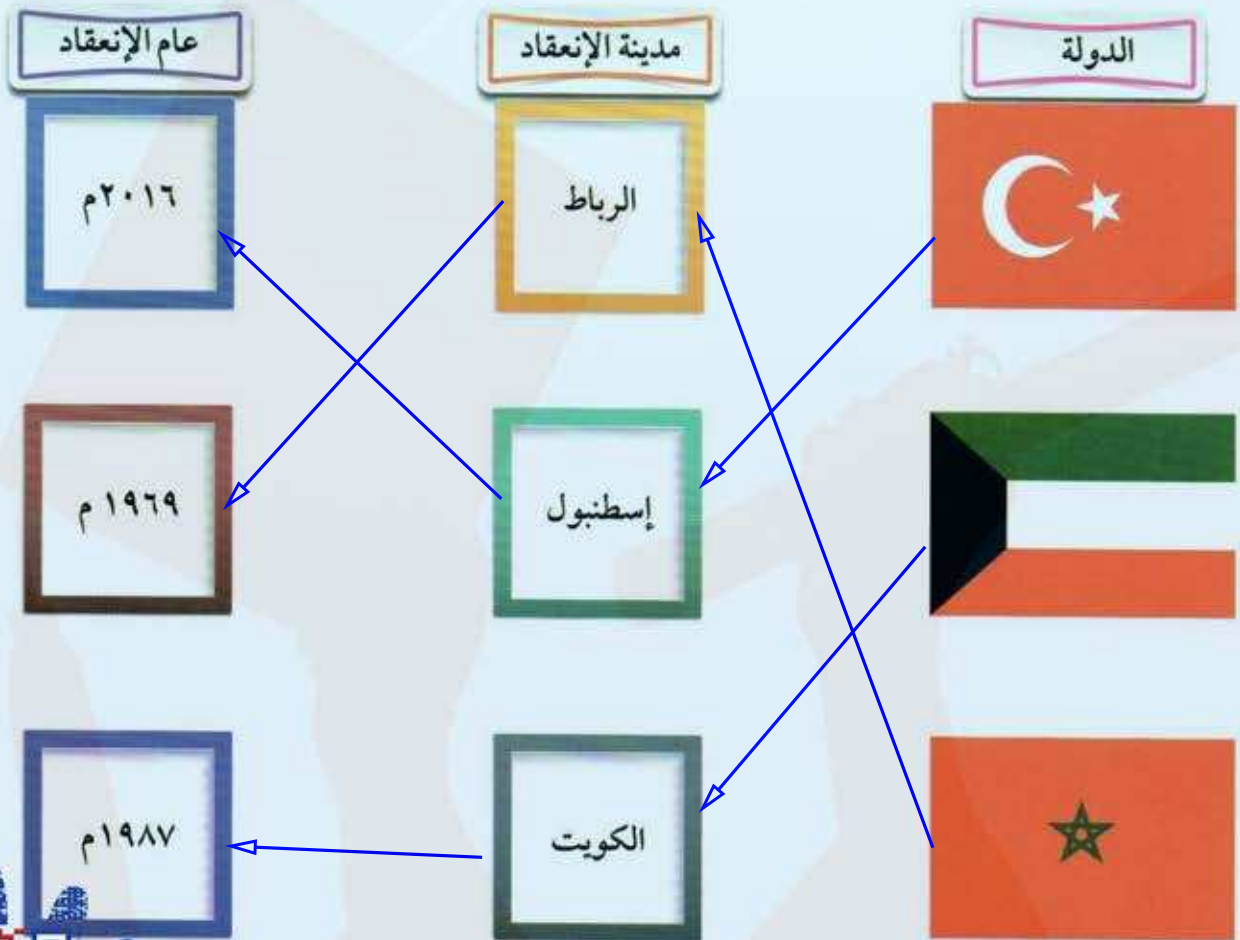 الدولة
مدينة الإنعقاد
عام الإنعقاد
الرباط
٢٠١٦م
إسطنبول
١٩٦٩ م
الكويت
١٩٨٧م